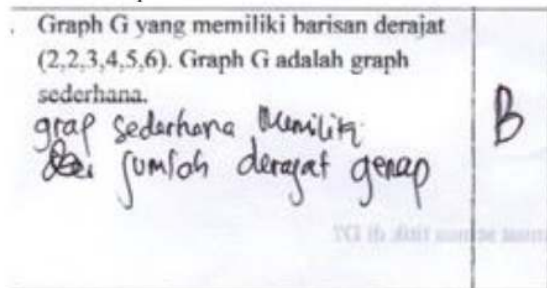 . Graph G yang memiliki barisan derajat
(2,2,3,4,5,6). Graph G adalah graph
sederhana.
graf sederhana memiliki
jumlah derajat genap
B